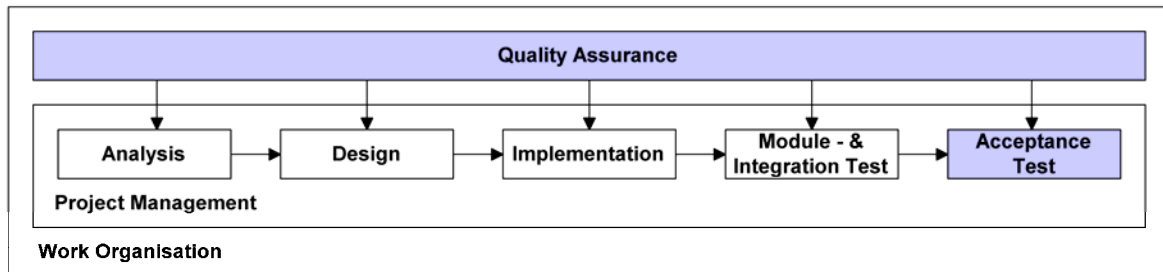 Quality Assurance
Analysis
Design
Implementation
Module - &
Integration Test
Acceptance
Test
Project Management
Work Organisation